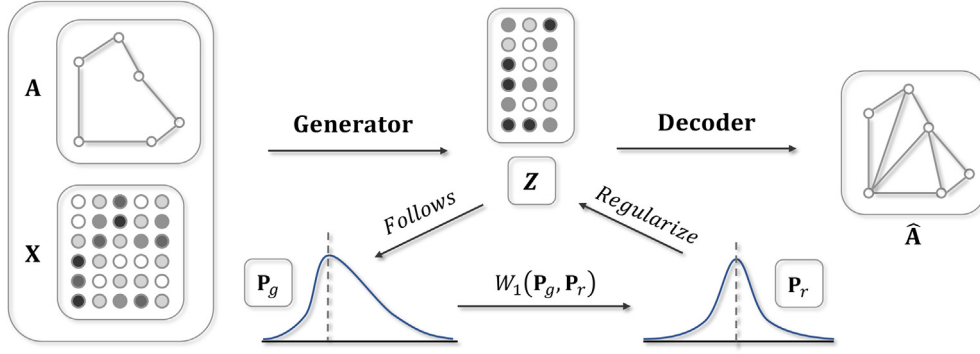 A
X
Generator
Z
Decoder
Â
Follows
Regularize
P_g
W_1(P_g, P_r)
P_r